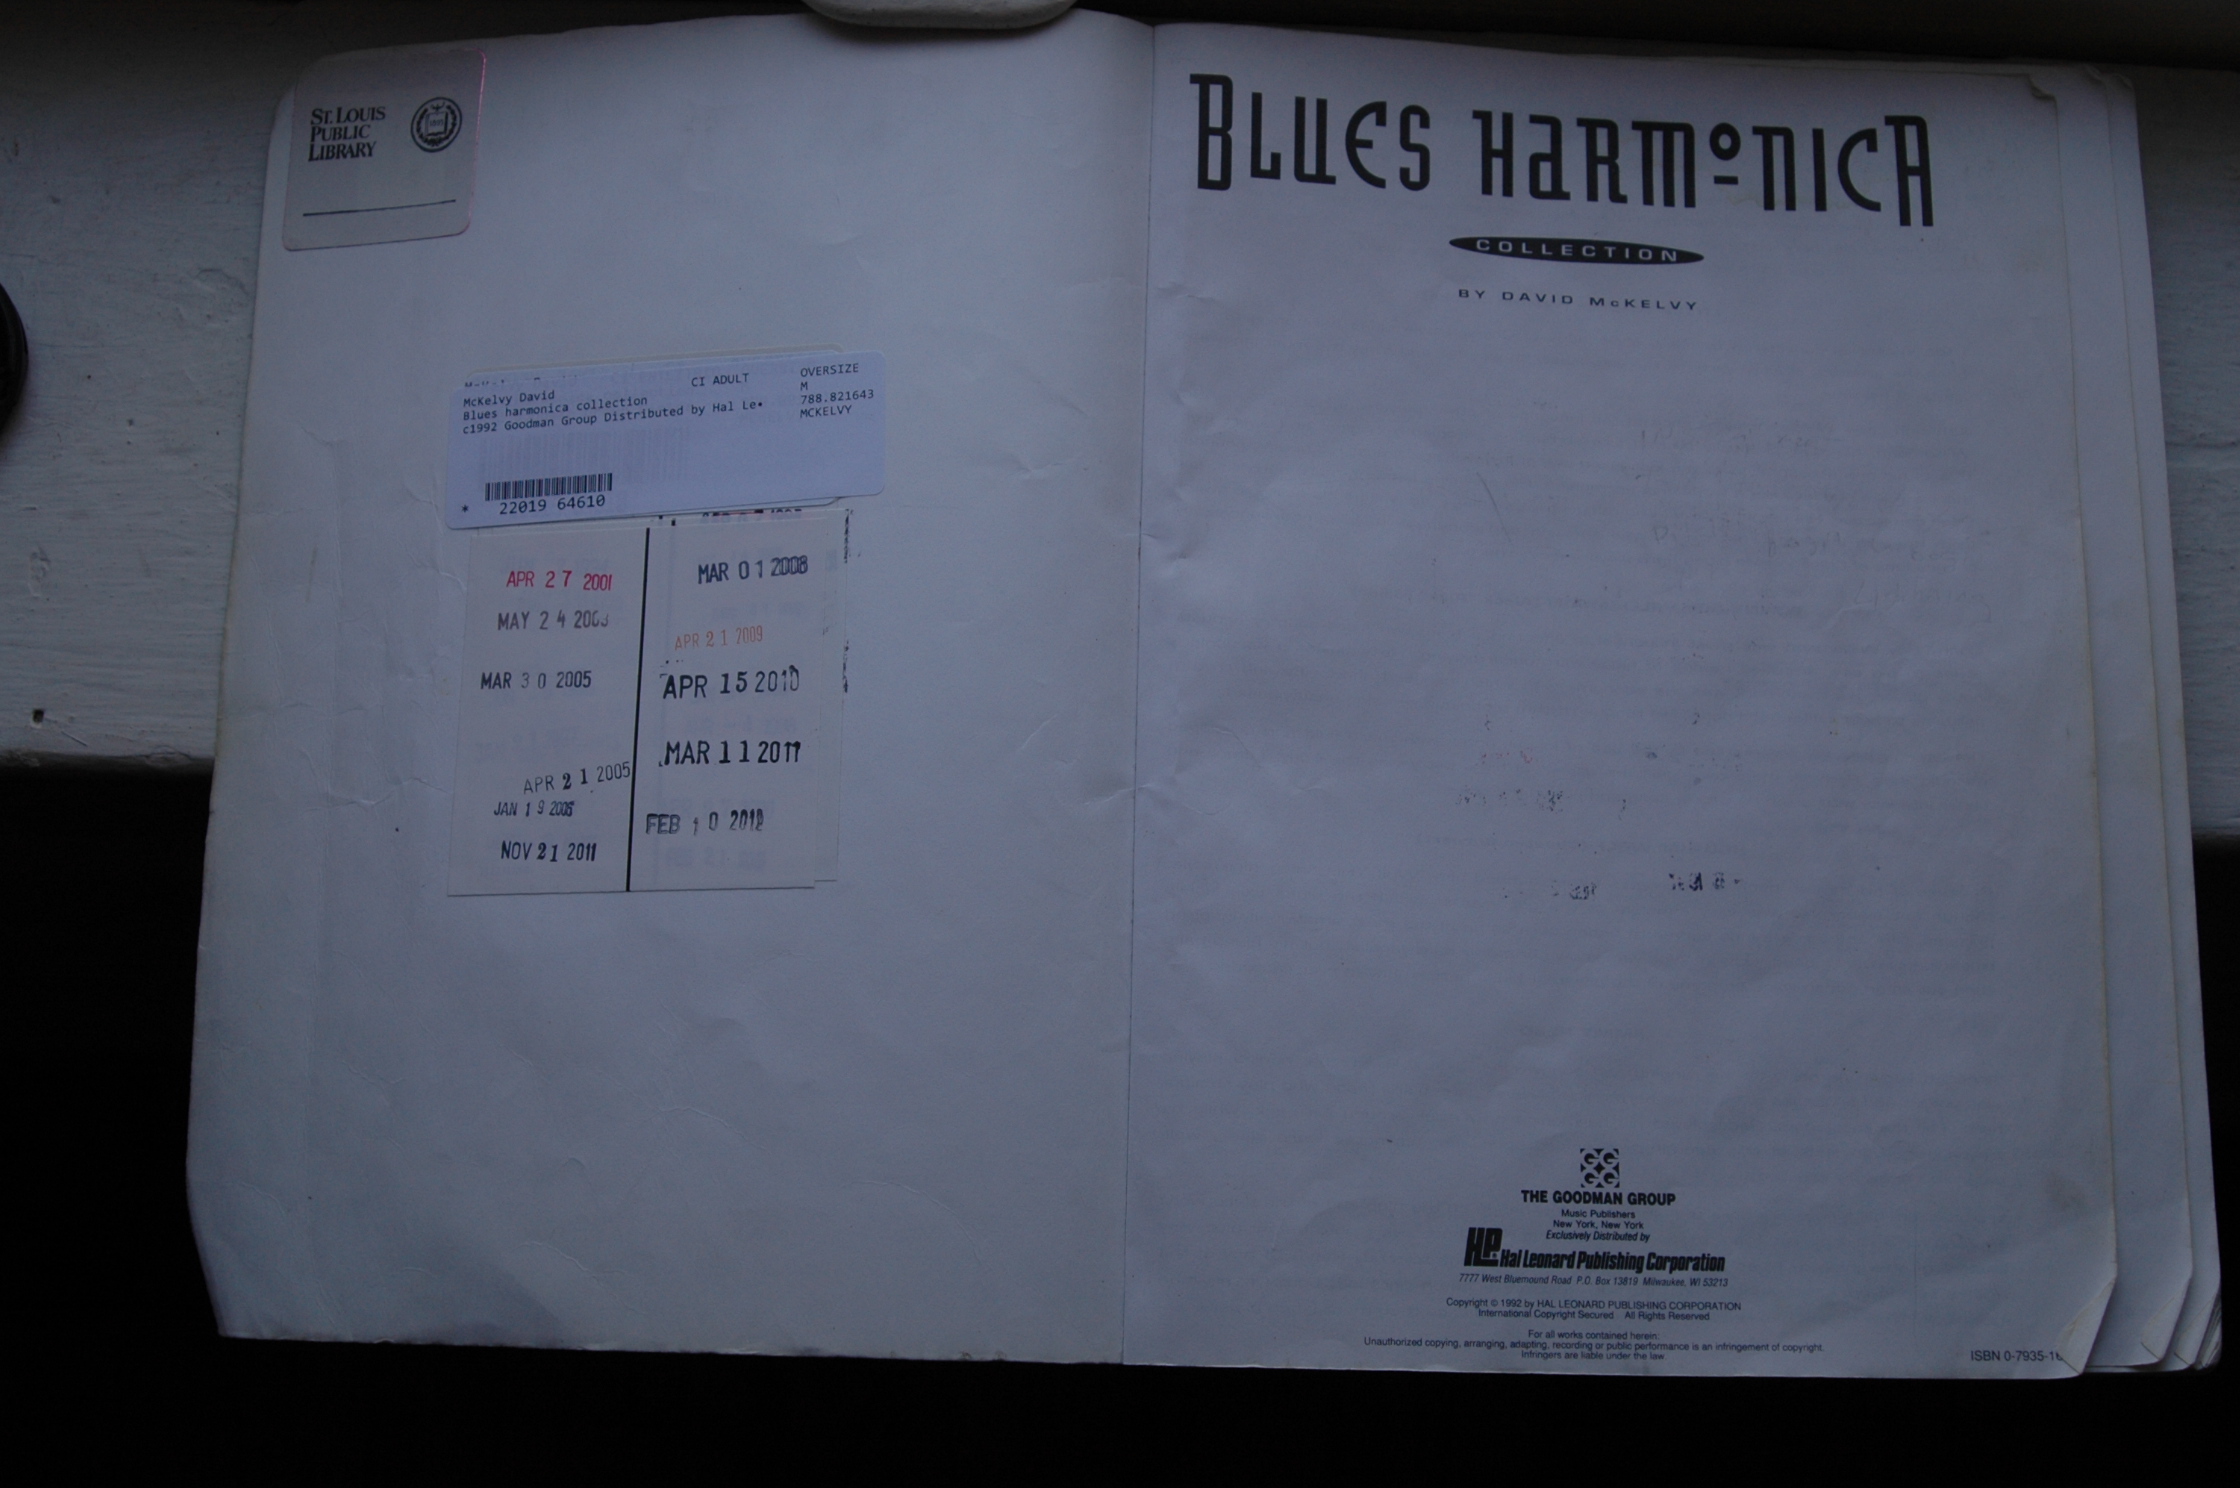 ST. LOUIS
PUBLIC
LIBRARY
CI ADULT
McKelvy David
Blues harmonica collection
c1992 Goodman Group Distributed by Hal Le•
OVERSIZE
M
788.821643
MCKELVY
* 22019 64610
APR 27 2001
MAY 24
MAR 30 2005
APR 21 2005
JAN 19
NOV 21 2011
MAR 01 2008
APR 21 2009
APR 15 2010
MAR 11 2011
FEB 10 2012
BLUES HARMONICA
COLLECTION
BY DAVID McKELVY
GG
GG
THE GOODMAN GROUP
Music Publishers
New York, New York
Exclusively Distributed by
Hal Leonard Publishing Corporation
7777 West Bluemound Road P.O. Box 13819 Milwaukee, WI 53213
Copyright © 1992 by HAL LEONARD PUBLISHING CORPORATION
International Copyright Secured All Rights Reserved
For all works contained herein:
Unauthorized copying, arranging, adapting, recording or public performance is an infringement of copyright.
Infringers are liable under the law.
ISBN 0-7935-1